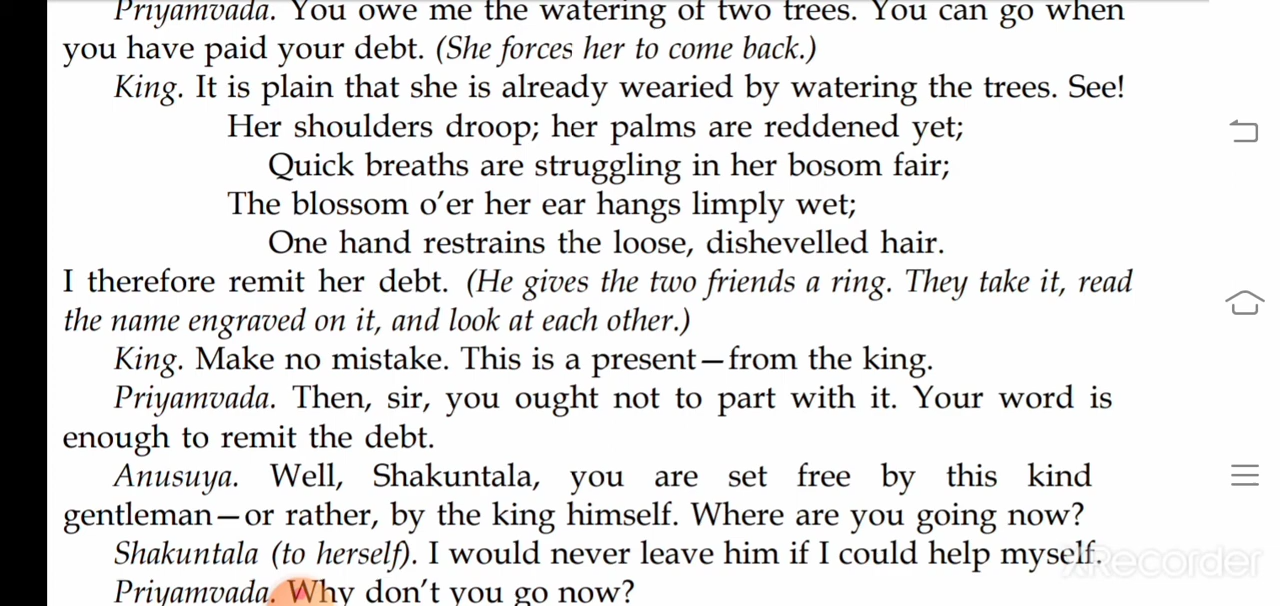 Priyamvada. You owe me the watering of two trees. You can go when
you have paid your debt. (She forces her to come back.)
King. It is plain that she is already wearied by watering the trees. See!
Her shoulders droop; her palms are reddened yet;
Quick breaths are struggling in her bosom fair;
The blossom o’er her ear hangs limply wet;
One hand restrains the loose, dishevelled hair.
I therefore remit her debt. (He gives the two friends a ring. They take it, read
the name engraved on it, and look at each other.)
King. Make no mistake. This is a present—from the king.
Priyamvada. Then, sir, you ought not to part with it. Your word is
enough to remit the debt.
Anusuya. Well, Shakuntala, you are set free by this kind
gentleman—or rather, by the king himself. Where are you going now?
Shakuntala (to herself). I would never leave him if I could help myself.
XRecorder
Priyamvada. Why don’t you go now?